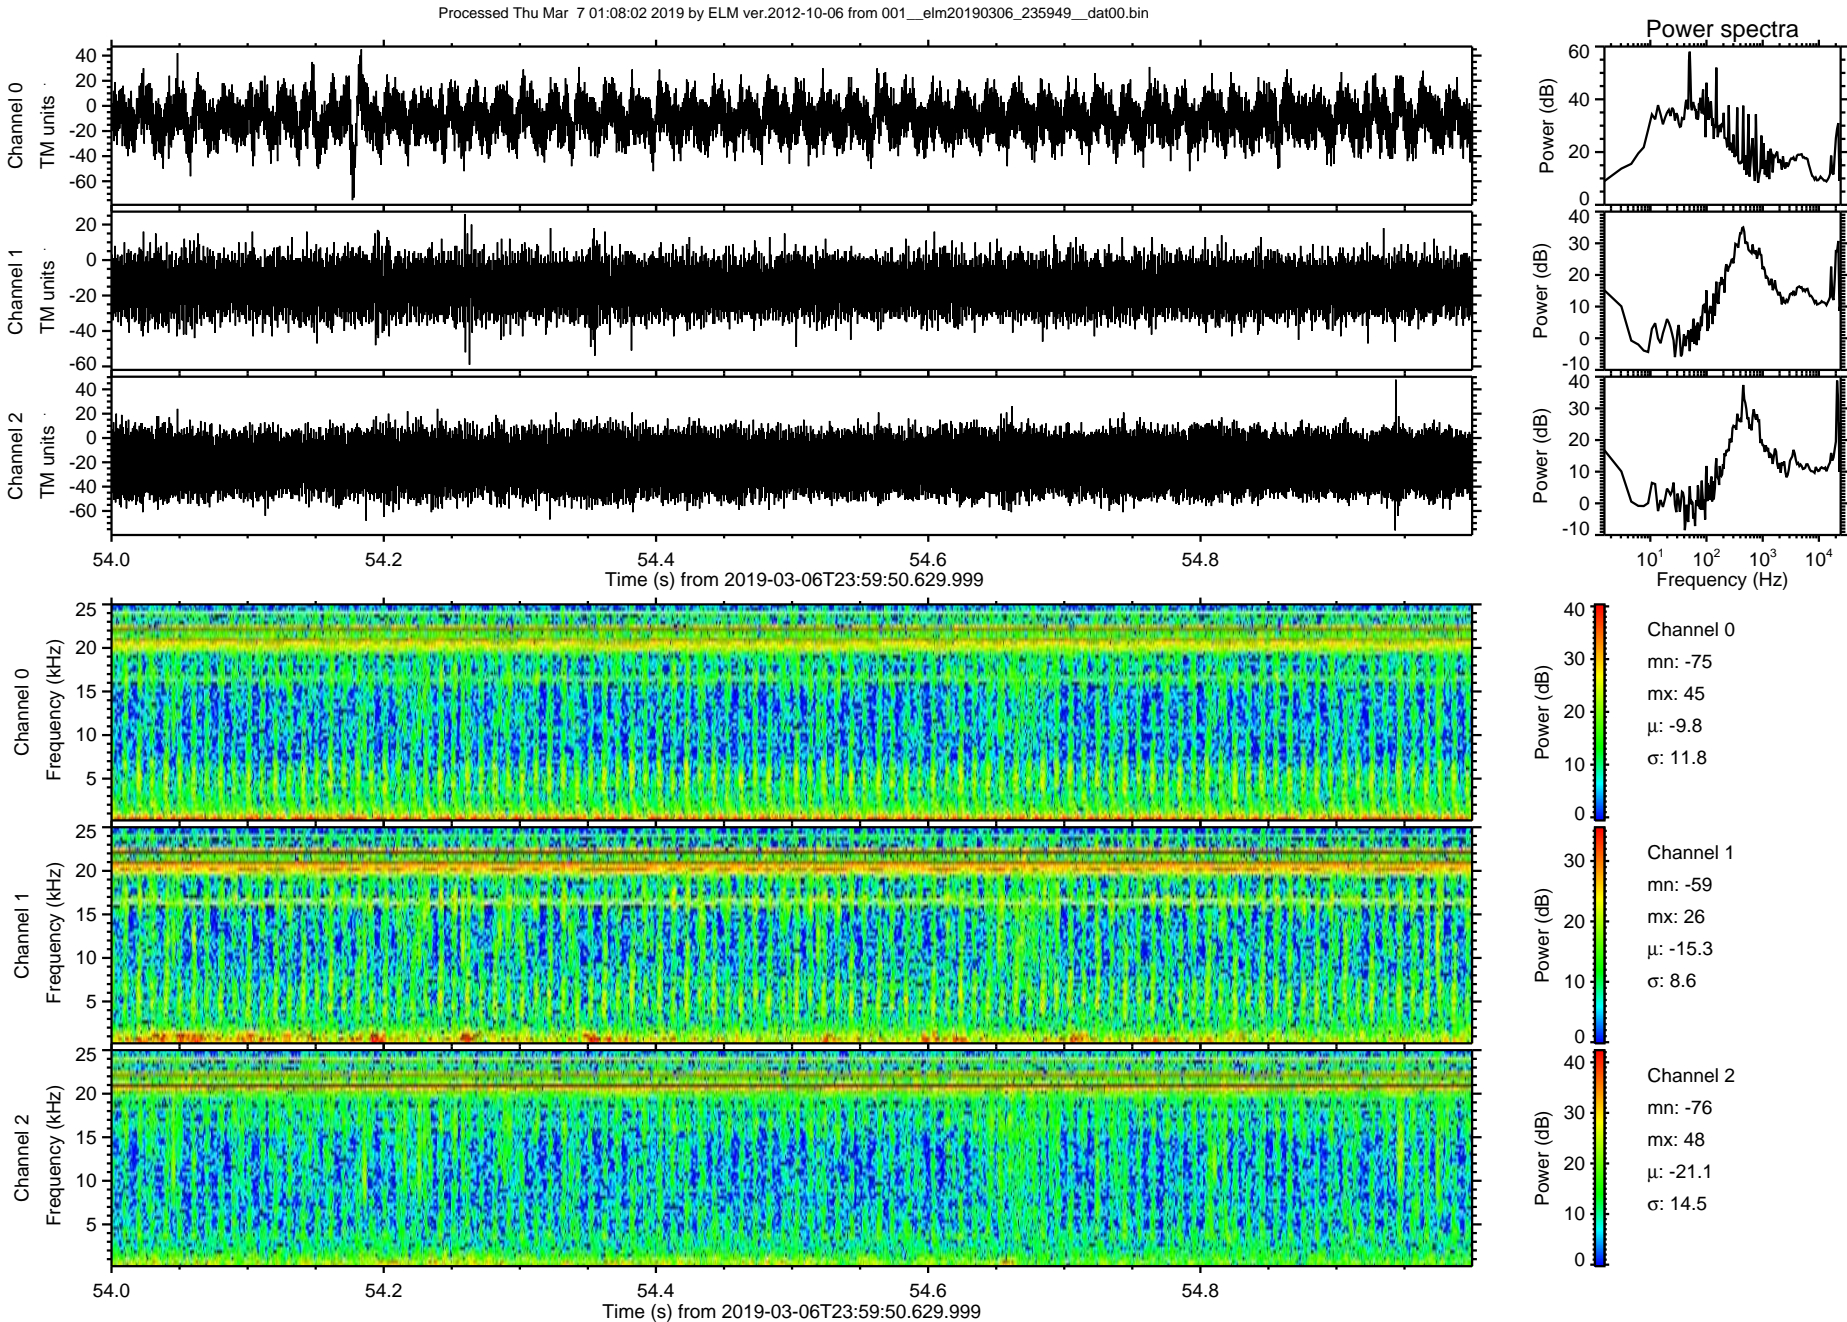 Processed Thu Mar 7 01:08:02 2019 by ELM ver.2012-10-06 from 001__elm20190306_235949__dat00.bin
Power spectra
Channel 0
TM units
40
20
0
-20
-40
-60
Power (dB)
60
40
20
0
Channel 1
TM units
20
0
-20
-40
-60
Power (dB)
40
30
20
10
0
-10
Channel 2
TM units
40
20
0
-20
-40
-60
Power (dB)
40
30
20
10
0
-10
54.0 54.2 54.4 54.6 54.8
Time (s) from 2019-03-06T23:59:50.629.999
10^1 10^2 10^3 10^4
Frequency (Hz)
Channel 0
Frequency (kHz)
25
20
15
10
5
Power (dB)
40
30
20
10
0
Channel 0
mn: -75
mx: 45
μ: -9.8
σ: 11.8
Channel 1
Frequency (kHz)
25
20
15
10
5
Power (dB)
30
20
10
0
Channel 1
mn: -59
mx: 26
μ: -15.3
σ: 8.6
Channel 2
Frequency (kHz)
25
20
15
10
5
Power (dB)
40
30
20
10
0
Channel 2
mn: -76
mx: 48
μ: -21.1
σ: 14.5
54.0 54.2 54.4 54.6 54.8
Time (s) from 2019-03-06T23:59:50.629.999